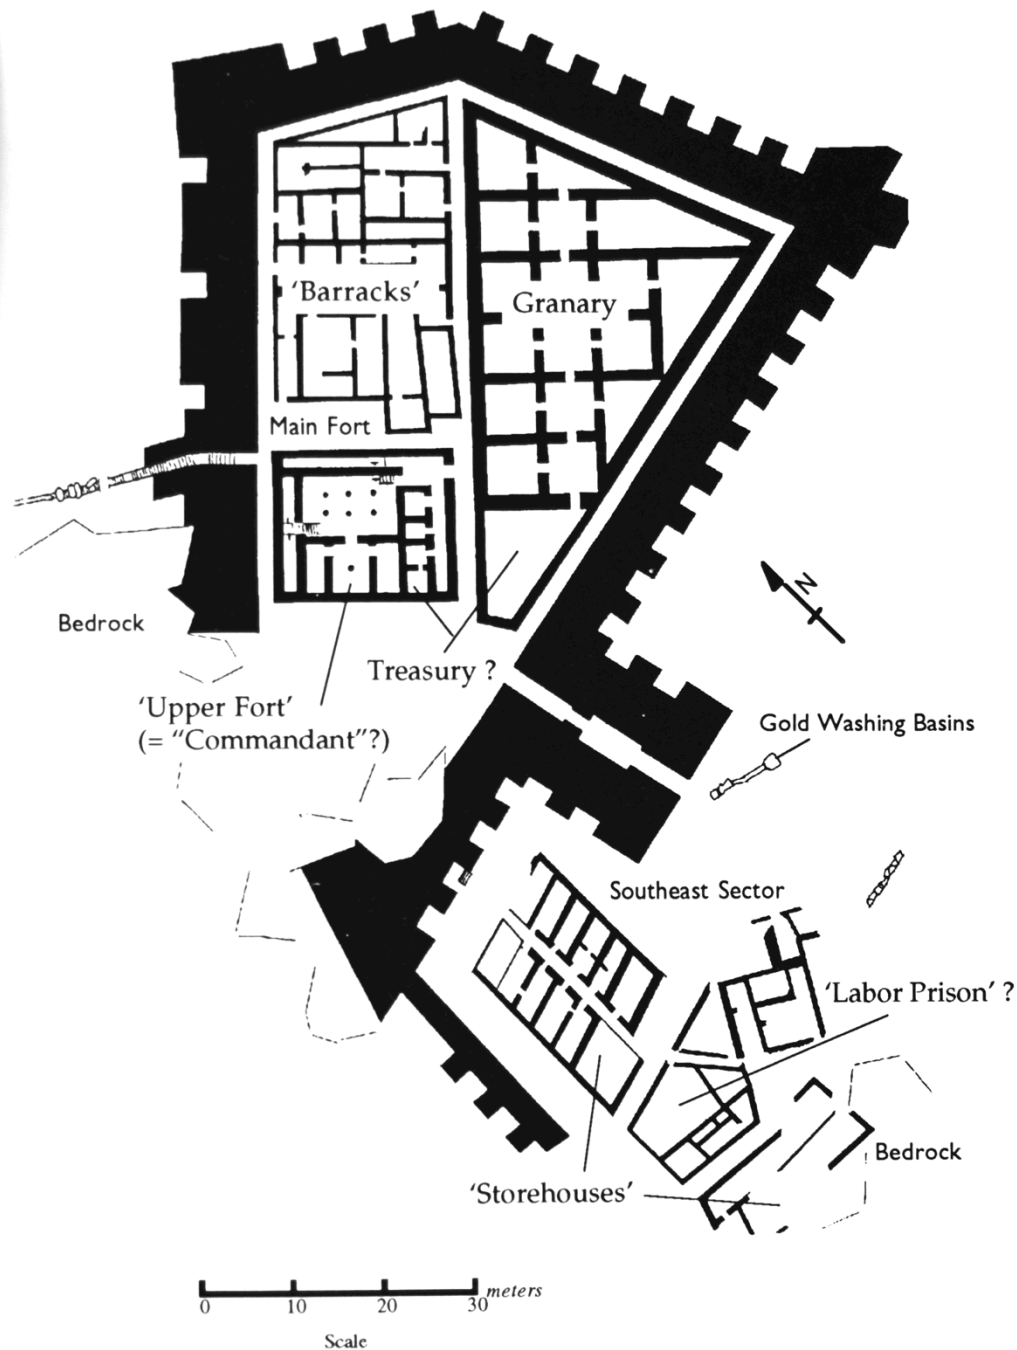 'Barracks'
Granary
Main Fort
N
Bedrock
Treasury ?
'Upper Fort'
(= "Commandant"?)
Gold Washing Basins
Southeast Sector
'Labor Prison' ?
Bedrock
'Storehouses'
meters
0 10 20 30
Scale